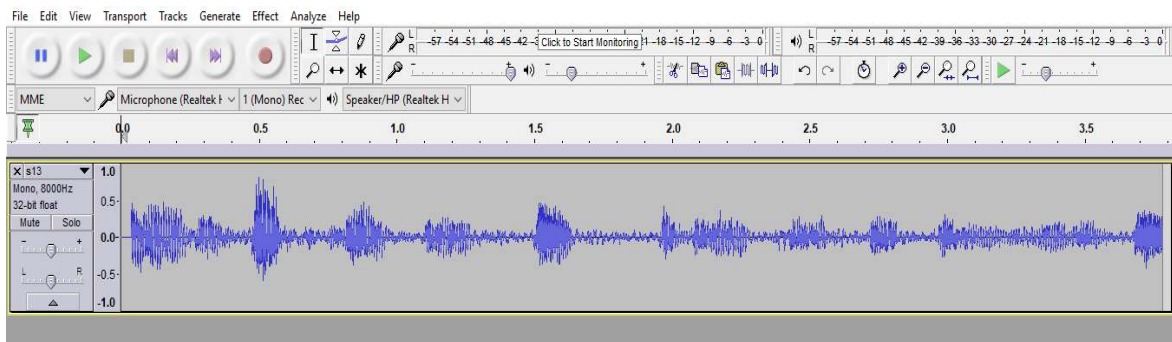 File Edit View Transport Tracks Generate Effect Analyze Help
L -57 -54 -51 -48 -45 -42 Click to Start Monitoring -18 -15 -12 -9 -6 -3 0 L -57 -54 -51 -48 -45 -42 -39 -36 -33 -30 -27 -24 -21 -18 -15 -12 -9 -6 -3 0
R R
- + - + - +
MME Microphone (Realtek 1 (Mono) Rec Speaker/HP (Realtek H
0.0 0.5 1.0 1.5 2.0 2.5 3.0 3.5
X s13 1.0
Mono, 8000Hz
32-bit float 0.5
Mute Solo
- + 0.0
L R -0.5
-1.0